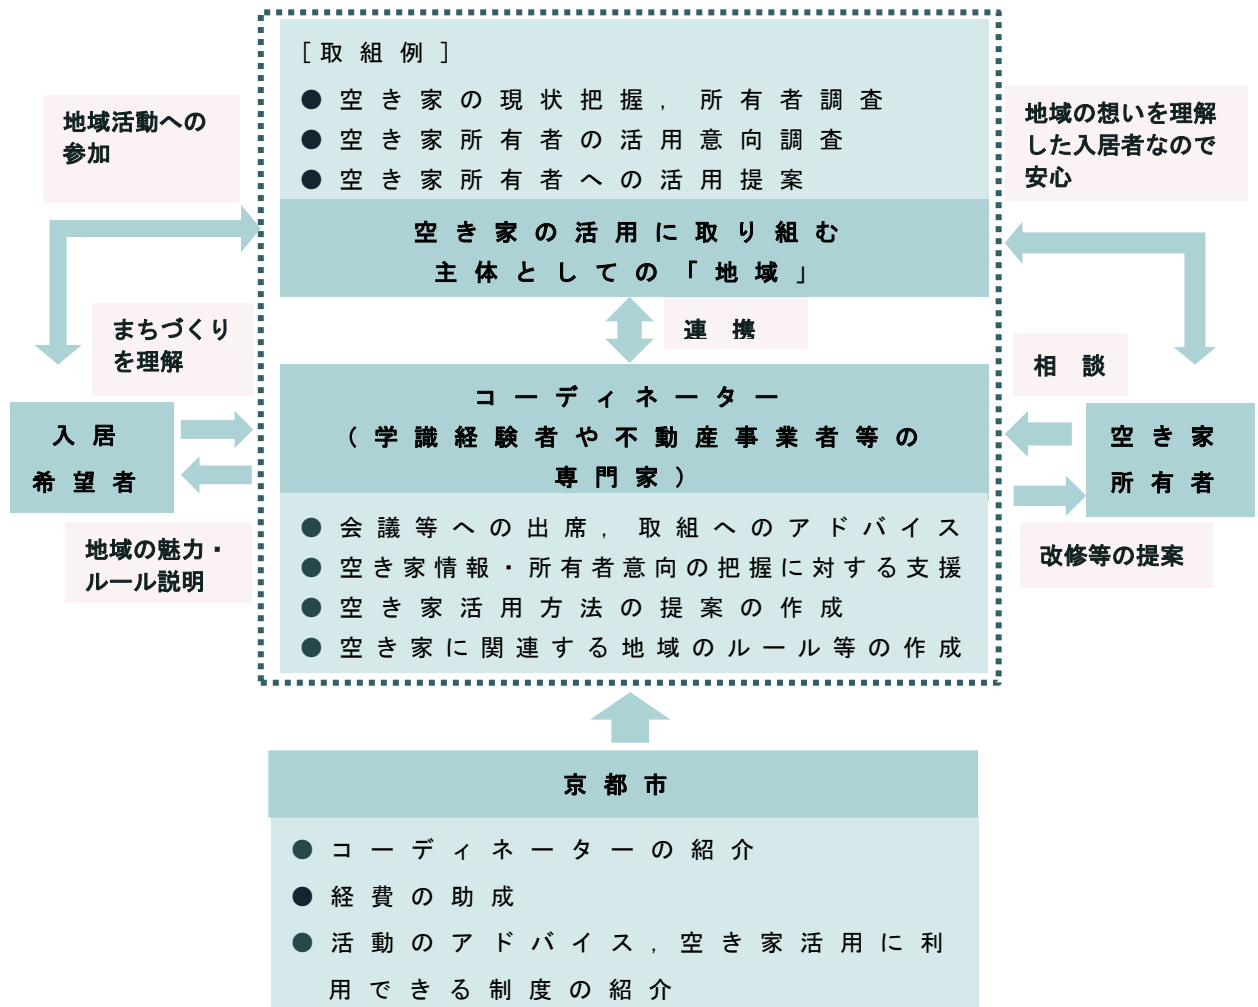 [取組例]
● 空き家の現状把握，所有者調査
● 空き家所有者の活用意向調査
● 空き家所有者への活用提案
空き家の活用に取り組む
主体としての「地域」
地域活動への
参加
地域の想いを理解
した入居者なので
安心
連　携
まちづくり
を理解
相　談
入居
希望者
コーディネーター
(学識経験者や不動産事業者等の
専門家)
空き家
所有者
● 会議等への出席，取組へのアドバイス
● 空き家情報・所有者意向の把握に対する支援
● 空き家活用方法の提案の作成
● 空き家に関連する地域のルール等の作成
地域の魅力・
ルール説明
改修等の提案
京都市
● コーディネーターの紹介
● 経費の助成
● 活動のアドバイス，空き家活用に利
用できる制度の紹介